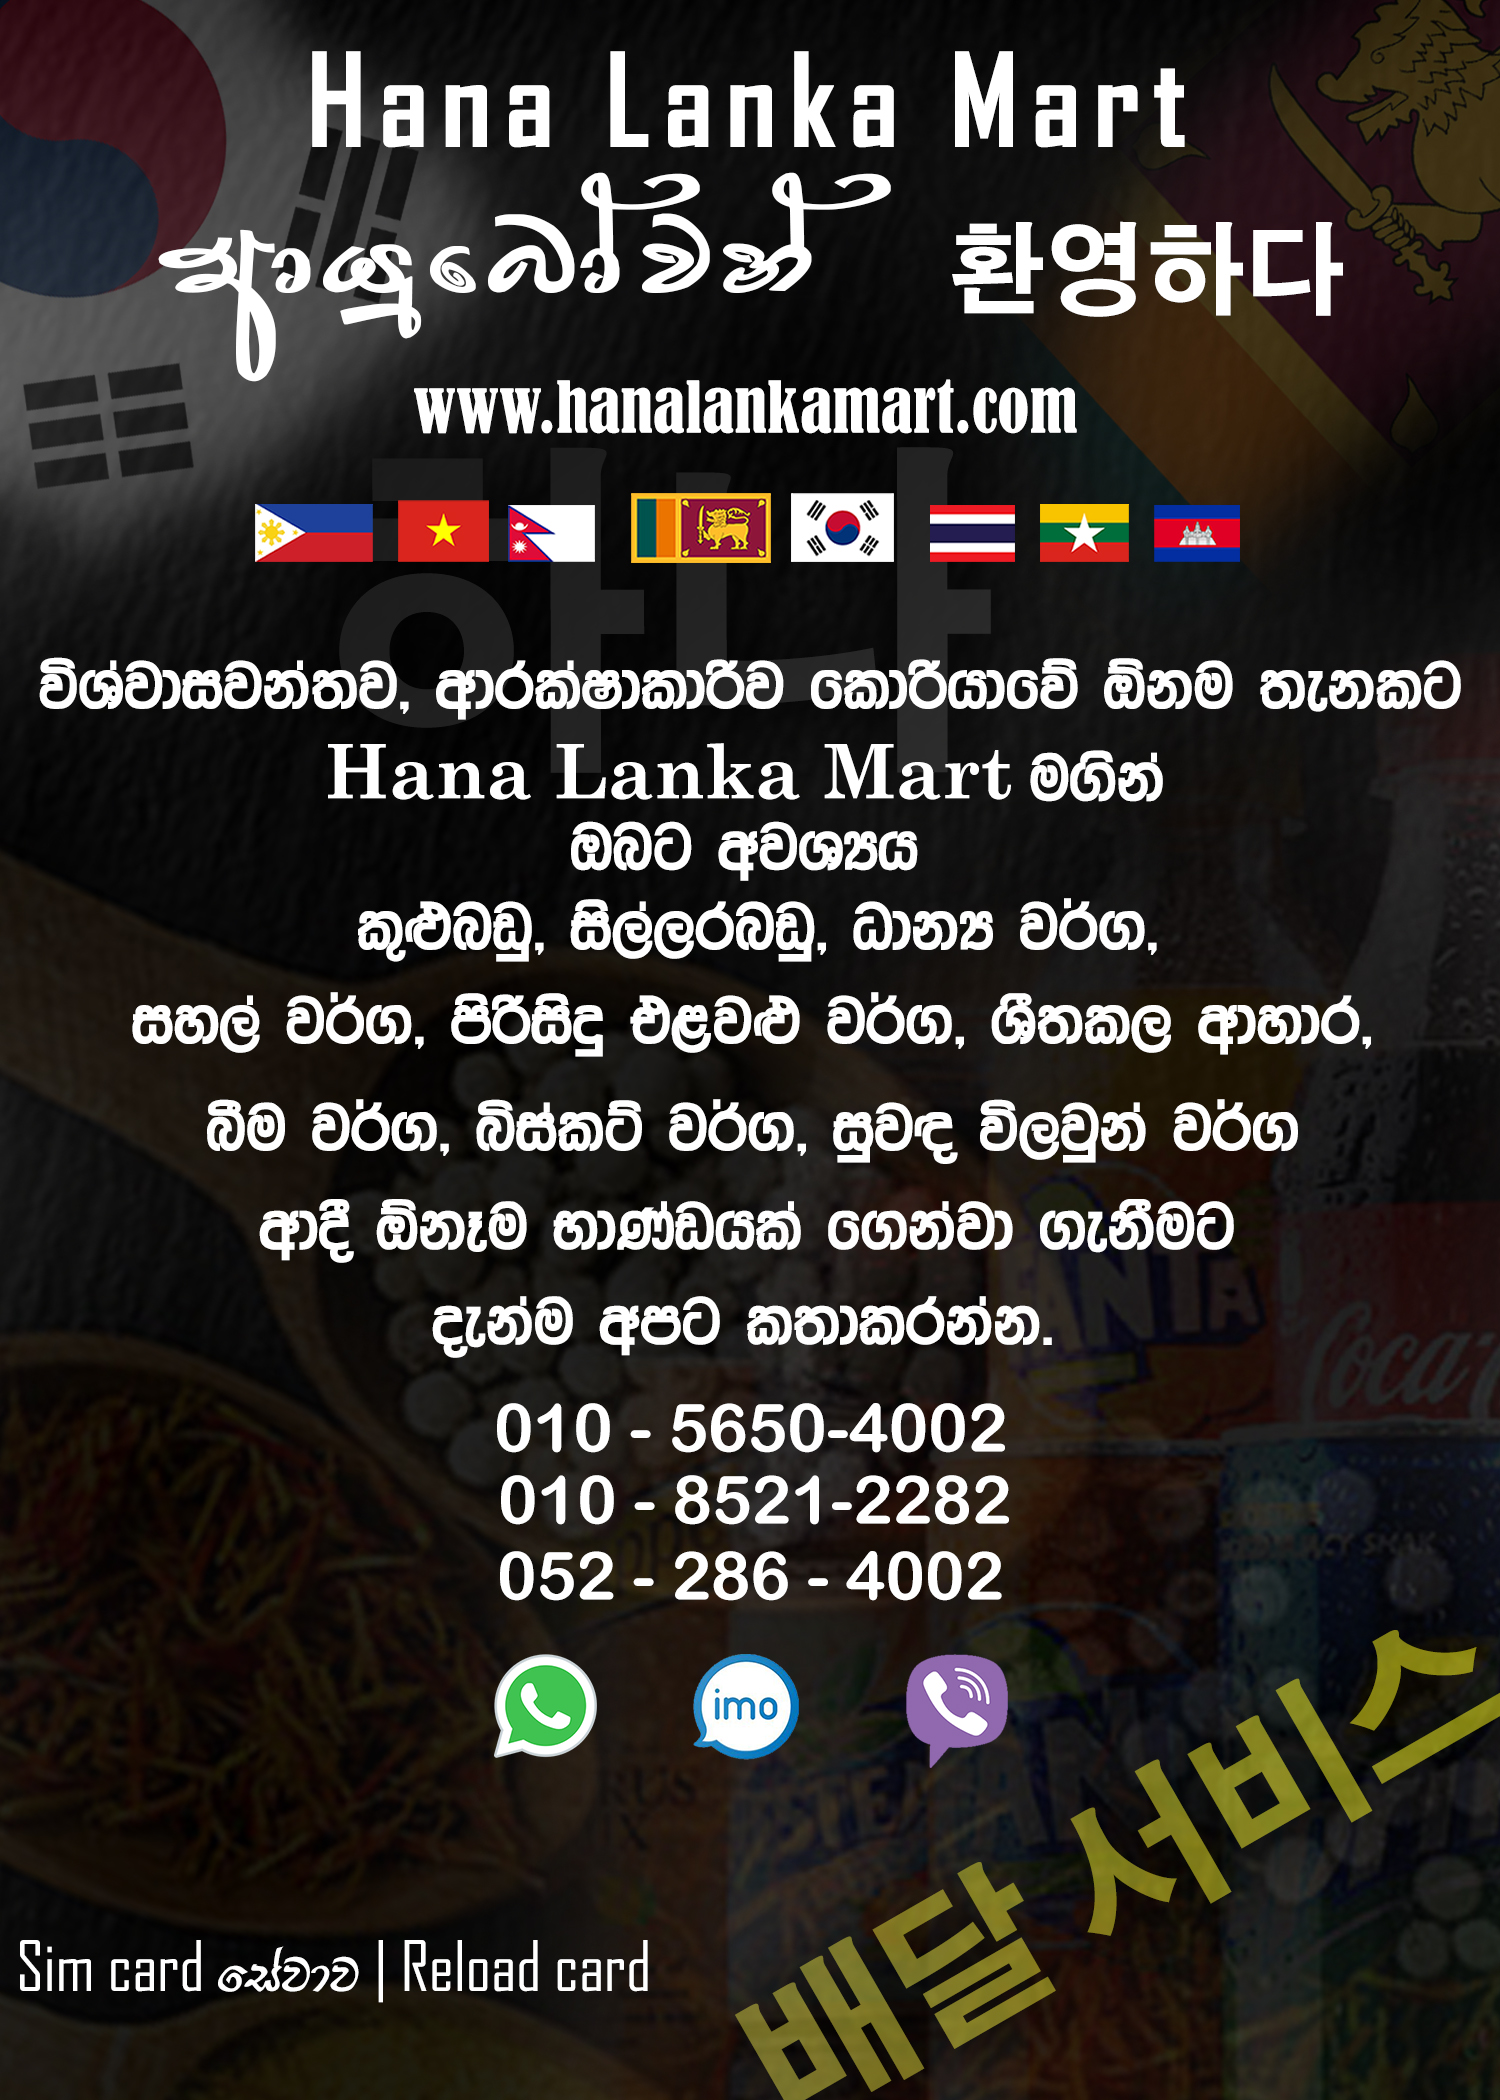 Hana Lanka Mart
ආයුබෝවන් 환영하다
www.hanalankamart.com
하나
විශ්වාසවන්තව, ආරක්ෂාකාරිව කොරියාවේ ඕනම තැනකට
Hana Lanka Mart මගින්
ඔබට අවශ්‍යය
කුළුබඩු, සිල්ලරබඩු, ධාන්‍ය වර්ග,
සහල් වර්ග, පිරිසිදු එළවළු වර්ග, ශීතකල ආහාර,
බීම වර්ග, බිස්කට් වර්ග, සුවඳ විලවුන් වර්ග
ආදී ඕනෑම භාණ්ඩයක් ගෙන්වා ගැනීමට
දැන්ම අපට කතාකරන්න.
010 - 5650-4002
010 - 8521-2282
052 - 286 - 4002
imo
배달 서비스
Sim card සේවාව | Reload card